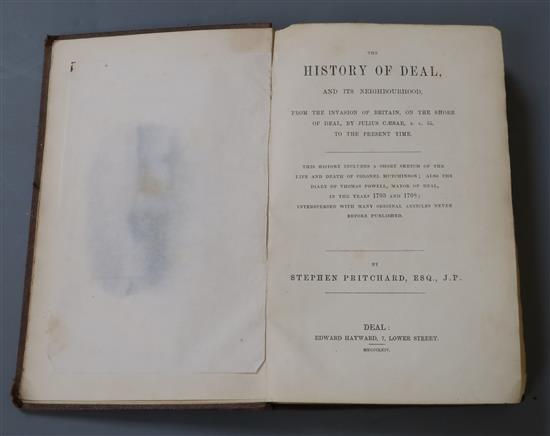 THE
HISTORY OF DEAL,
AND ITS NEIGHBOURHOOD,
FROM THE INVASION OF BRITAIN, ON THE SHORE
OF DEAL, BY JULIUS CÆSAR, B. C. 55,
TO THE PRESENT TIME.
THIS HISTORY INCLUDES A SHORT SKETCH OF THE
LIFE AND DEATH OF COLONEL HUTCHINSON; ALSO THE
DIARY OF THOMAS POWELL, MAYOR OF DEAL,
IN THE YEARS 1703 AND 1704;
INTERSPERSED WITH MANY ORIGINAL ARTICLES NEVER
BEFORE PUBLISHED.
BY
STEPHEN PRITCHARD, ESQ., J.P.
DEAL:
EDWARD HAYWARD, 7, LOWER STREET.
MDCCCLXIV.